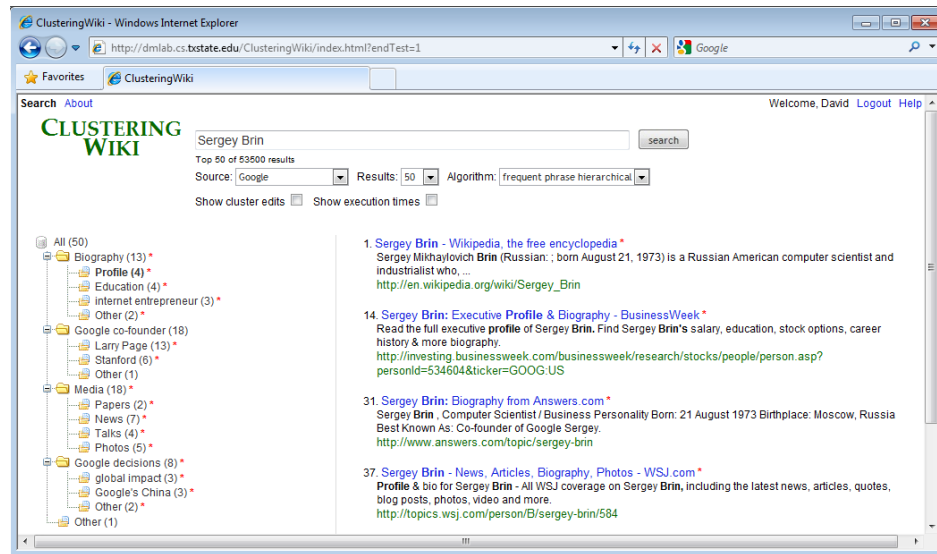 ClusteringWiki - Windows Internet Explorer
http://dmlab.cs.txstate.edu/ClusteringWiki/index.html?endTest=1
Google
Favorites
ClusteringWiki
Search About
Welcome, David Logout Help
CLUSTERING
WIKI
Sergey Brin
search
Top 50 of 53500 results
Source: Google Results: 50 Algorithm: frequent phrase hierarchical
Show cluster edits Show execution times
All (50)
Biography (13) *
Profile (4) *
Education (4) *
internet entrepreneur (3) *
Other (2) *
Google co-founder (18)
Larry Page (13) *
Stanford (6) *
Other (1)
Media (18) *
Papers (2) *
News (7)
Talks (4) *
Photos (5) *
Google decisions (8) *
global impact (3) *
Google's China (3) *
Other (2) *
Other (1)
1. Sergey Brin - Wikipedia, the free encyclopedia *
Sergey Mikhaylovich Brin (Russian: ; born August 21, 1973) is a Russian American computer scientist and
industrialist who, ...
http://en.wikipedia.org/wiki/Sergey_Brin
14. Sergey Brin: Executive Profile & Biography - BusinessWeek *
Read the full executive profile of Sergey Brin. Find Sergey Brin's salary, education, stock options, career
history & more biography.
http://investing.businessweek.com/businessweek/research/stocks/people/person.asp?
personId=534604&ticker=GOOG:US
31. Sergey Brin: Biography from Answers.com *
Sergey Brin , Computer Scientist / Business Personality Born: 21 August 1973 Birthplace: Moscow, Russia
Best Known As: Co-founder of Google Sergey.
http://www.answers.com/topic/sergey-brin
37. Sergey Brin - News, Articles, Biography, Photos - WSJ.com *
Profile & bio for Sergey Brin - All WSJ coverage on Sergey Brin, including the latest news, articles, quotes,
blog posts, photos, video and more.
http://topics.wsj.com/person/B/sergey-brin/584